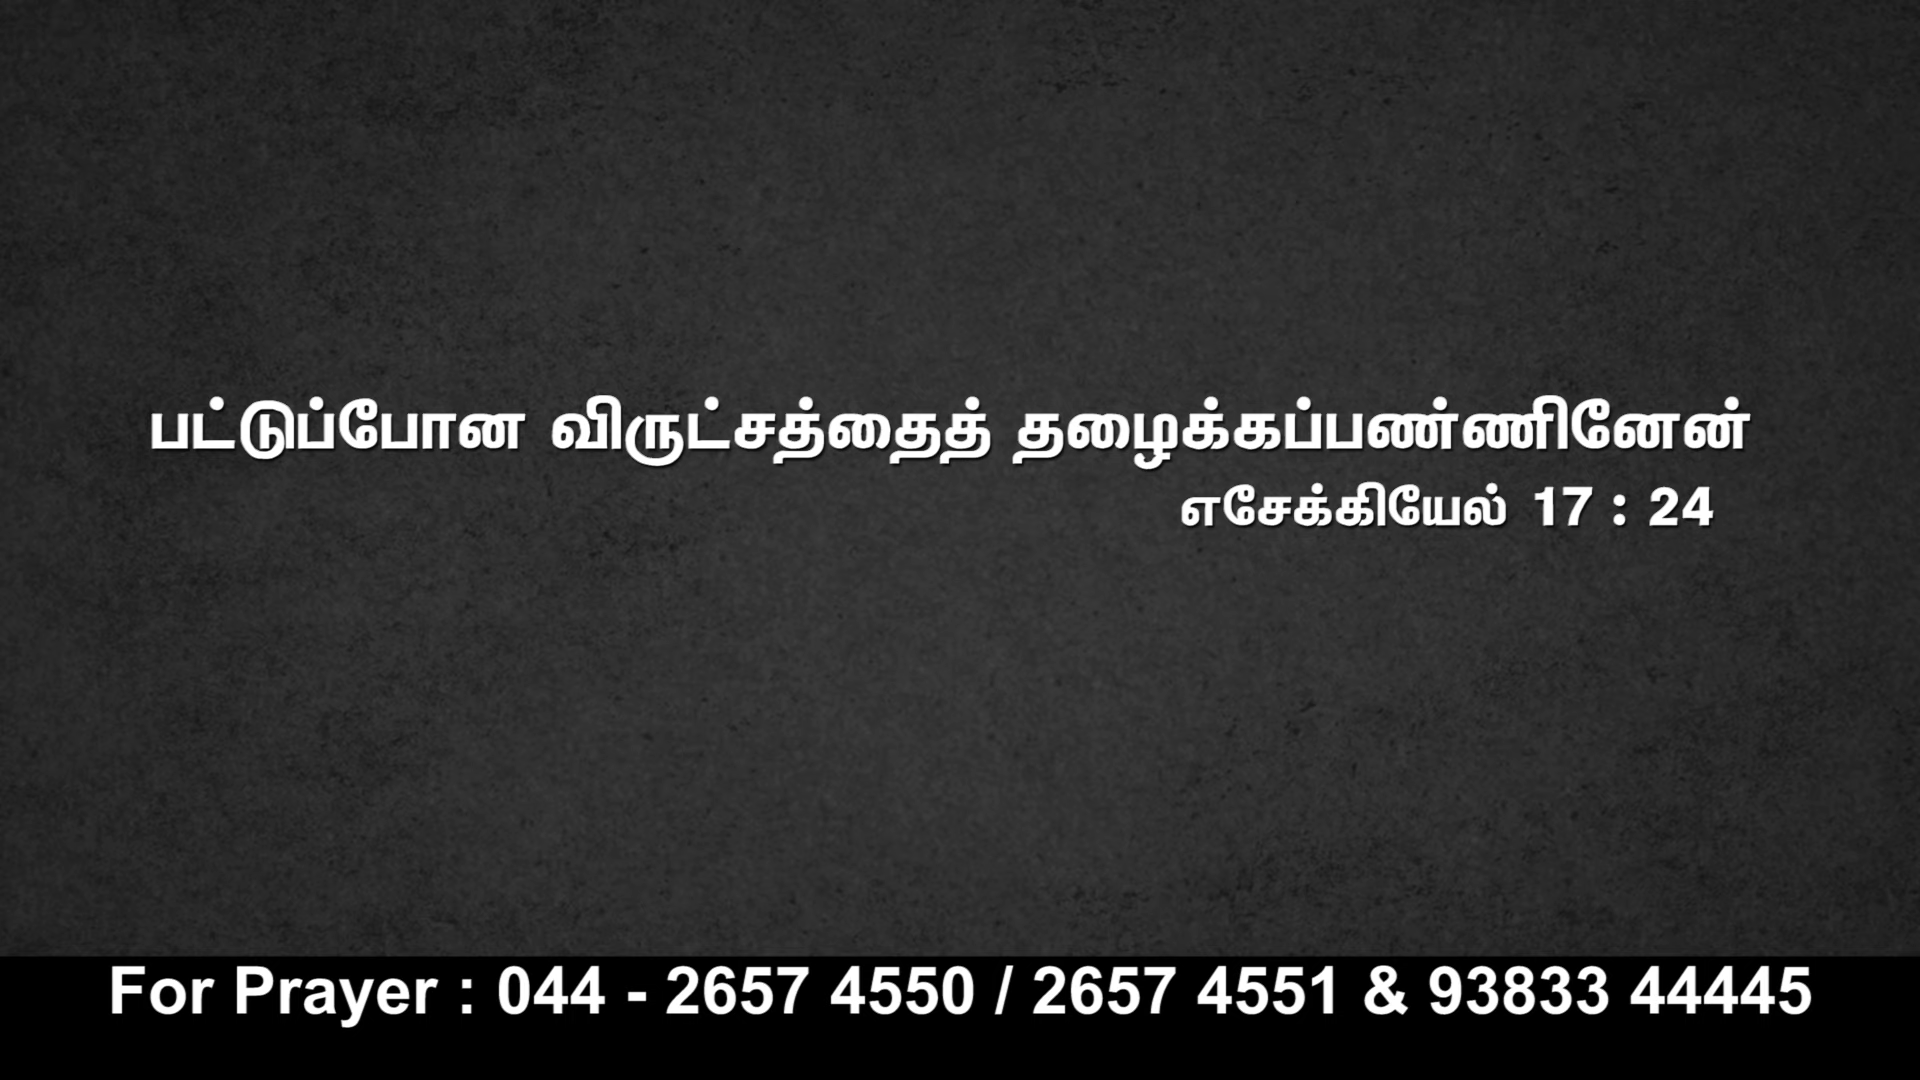 பட்டுப்போன விருட்சத்தைத் தழைக்கப்பண்ணினேன்
எசேக்கியேல் 17 : 24
For Prayer : 044 - 2657 4550 / 2657 4551 & 93833 44445